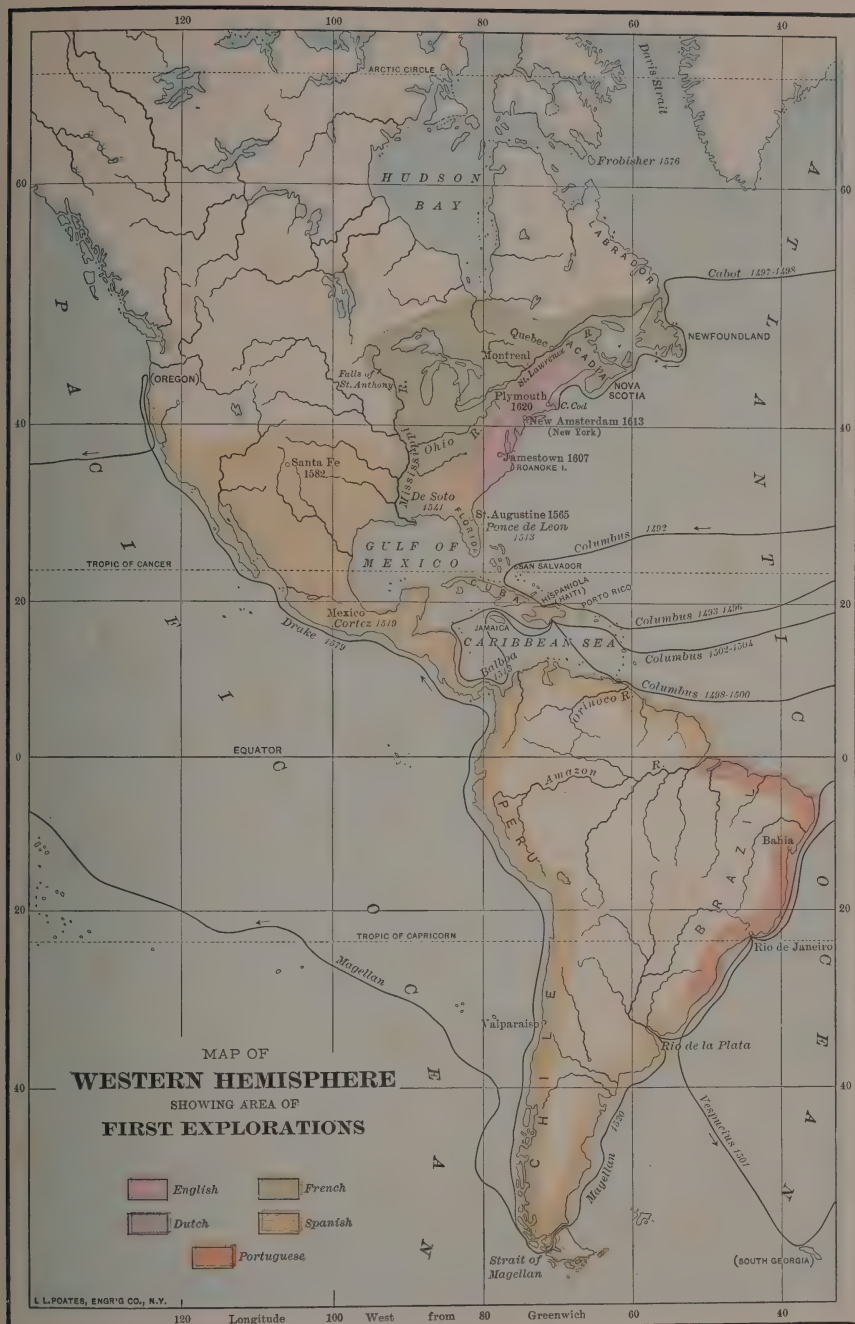 120 100 80 60 40
ARCTIC CIRCLE
Davis Strait
Frobisher 1576
60
60
HUDSON
BAY
LABRADOR
Cabot 1497-1498
ATLANTIC OCEAN
PACIFIC OCEAN
NEWFOUNDLAND
Quebec
ACADIA
R.
Montreal
St. Lawrence
NOVA
SCOTIA
(OREGON)
Falls of
St. Anthony
Plymouth
1620
C. Cod
40
40
New Amsterdam 1613
(New York)
Ohio R.
Mississippi R.
Jamestown 1607
ROANOKE I.
Santa Fe
1582
De Soto
1541
FLORIDA
St. Augustine 1565
Ponce de Leon
1513
Columbus 1492
GULF OF
MEXICO
TROPIC OF CANCER
SAN SALVADOR
CUBA
HISPANIOLA
(HAITI)
PORTO RICO
20
20
Mexico
Cortez 1519
Columbus 1493-1496
JAMAICA
CARIBBEAN SEA
Drake 1579
Columbus 1502-1504
Balboa
1513
Columbus 1498-1500
Orinoco R.
EQUATOR
0
0
Amazon R.
PERU
BRAZIL
Bahia
20
20
TROPIC OF CAPRICORN
Rio de Janeiro
Magellan
CHILE
Valparaiso
Rio de la Plata
MAP OF
WESTERN HEMISPHERE
SHOWING AREA OF
FIRST EXPLORATIONS
40
40
Magellan 1520
Vespucius 1501
English
French
Dutch
Spanish
Portuguese
Strait of
Magellan
(SOUTH GEORGIA)
L.L. POATES, ENGR'G CO., N.Y.
120 Longitude 100 West from 80 Greenwich 60 40